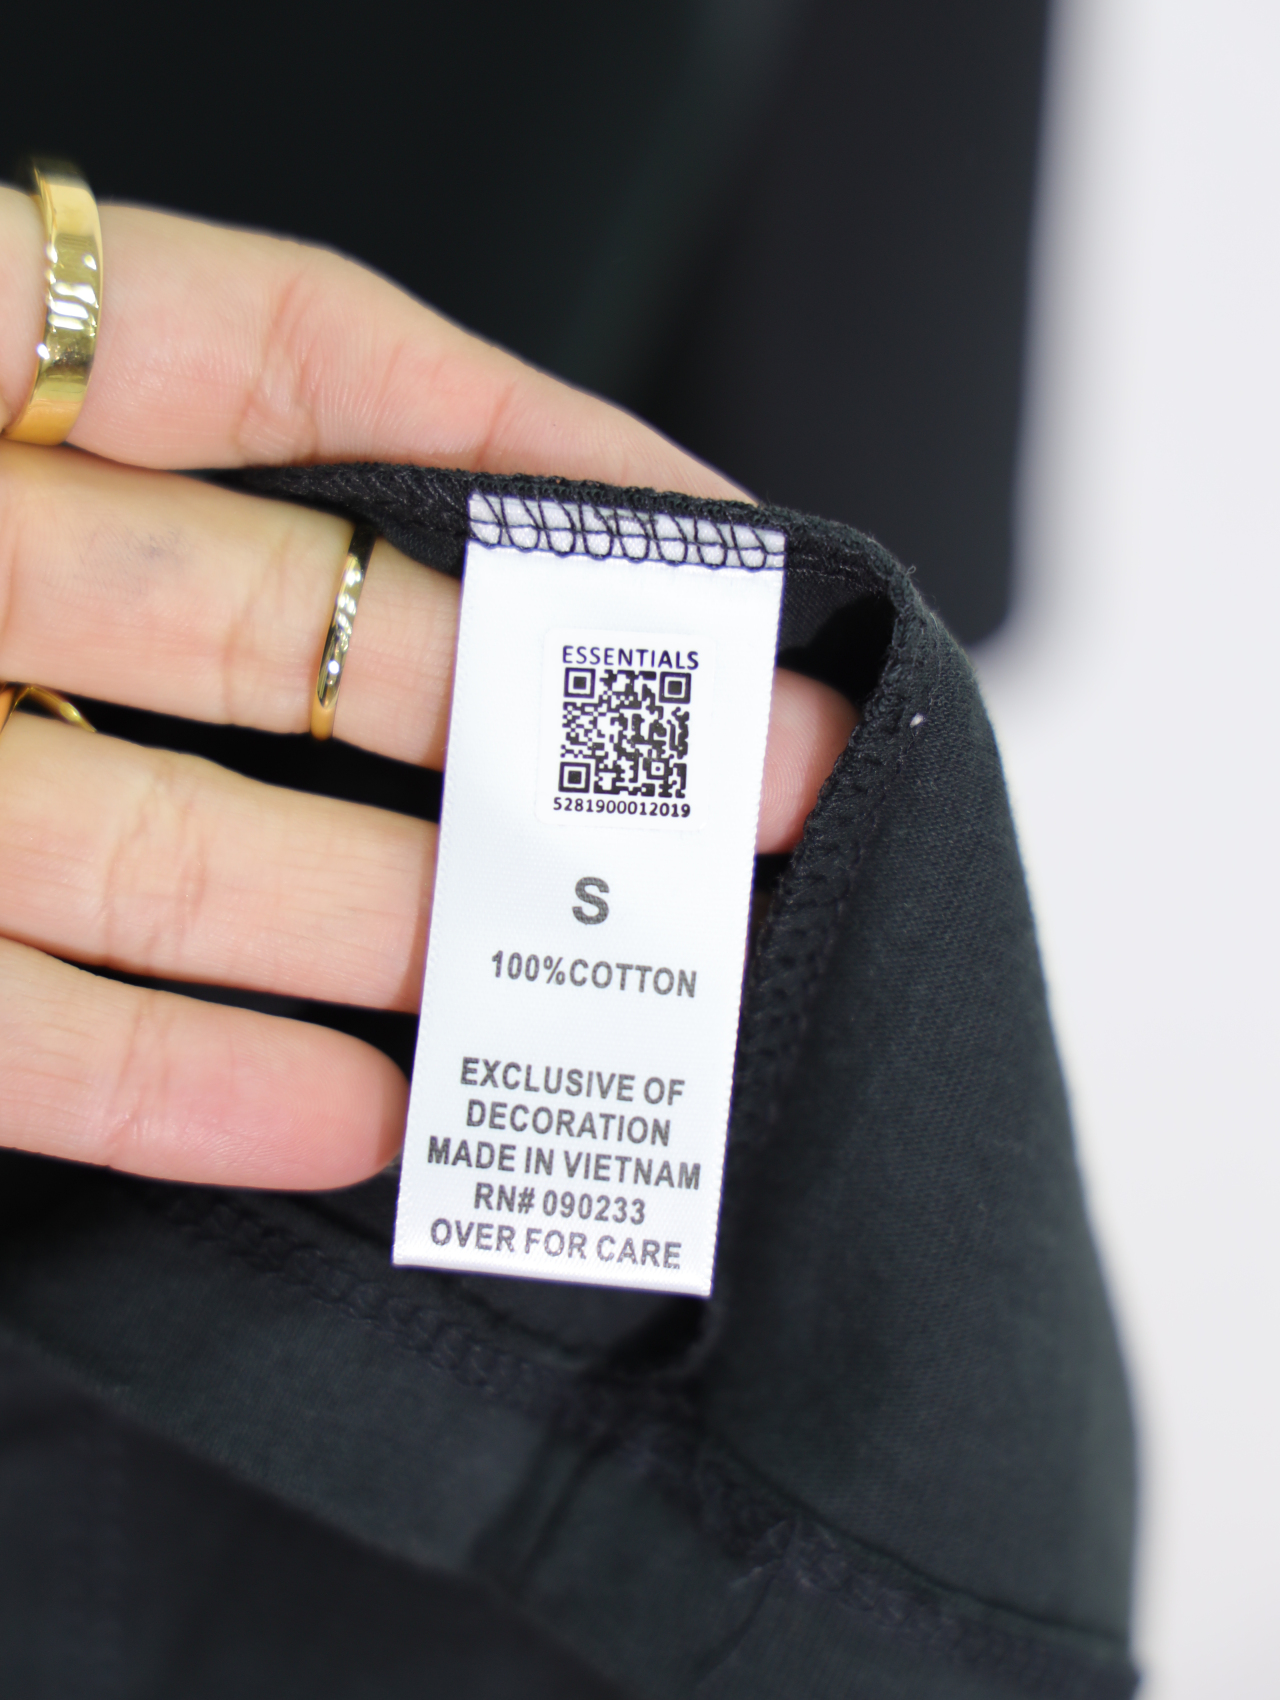 ESSENTIALS
5281900012019
S
100%COTTON
EXCLUSIVE OF
DECORATION
MADE IN VIETNAM
RN# 090233
OVER FOR CARE